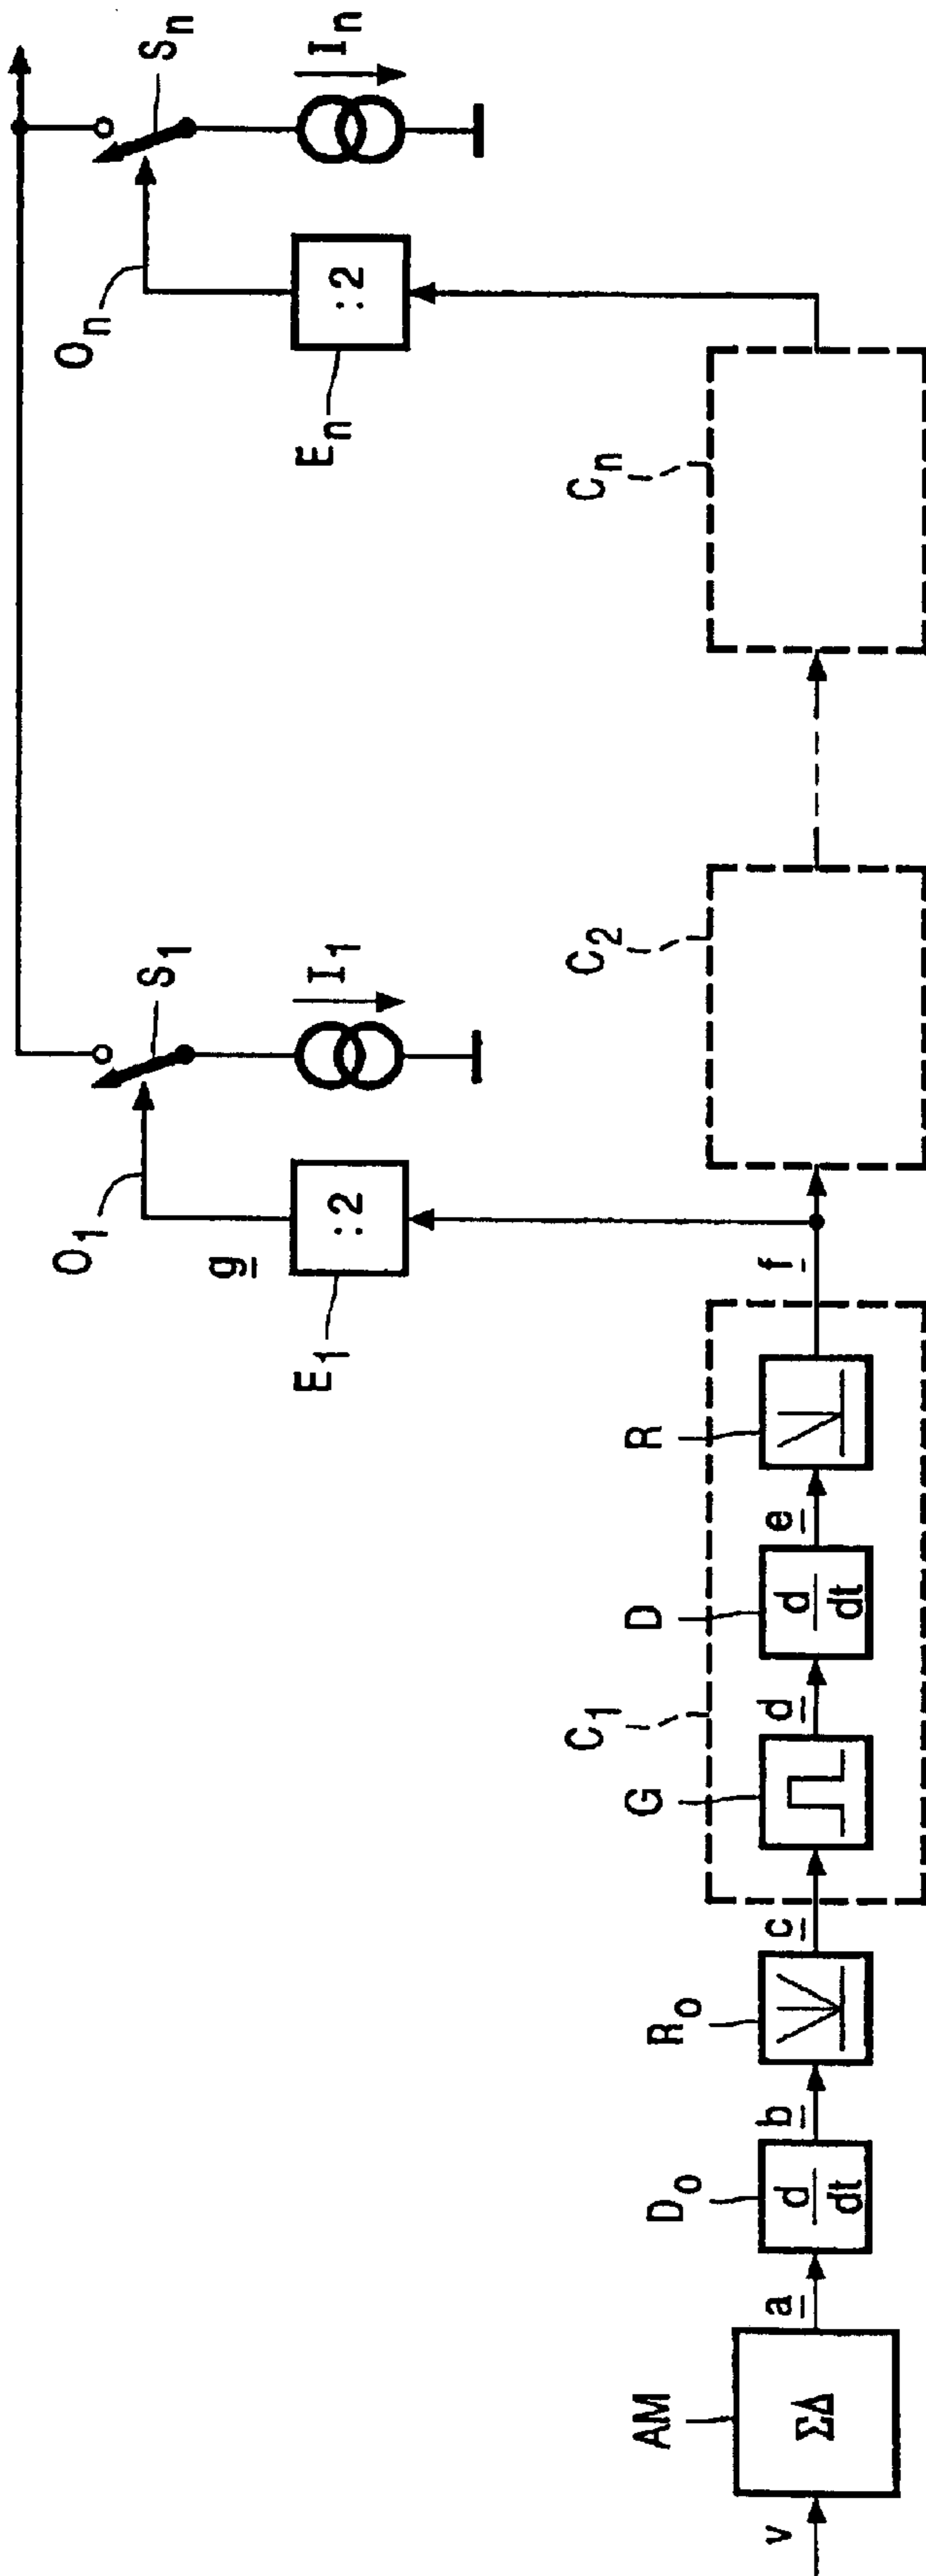 O₁
S₁
g
I₁
:2
E₁
Oₙ
Sₙ
Iₙ
:2
Eₙ
v
AM
ΣΔ
a
D₀
d
dt
b
R₀
c
C₁
G
d
D
d
dt
e
R
f
C₂
Cₙ